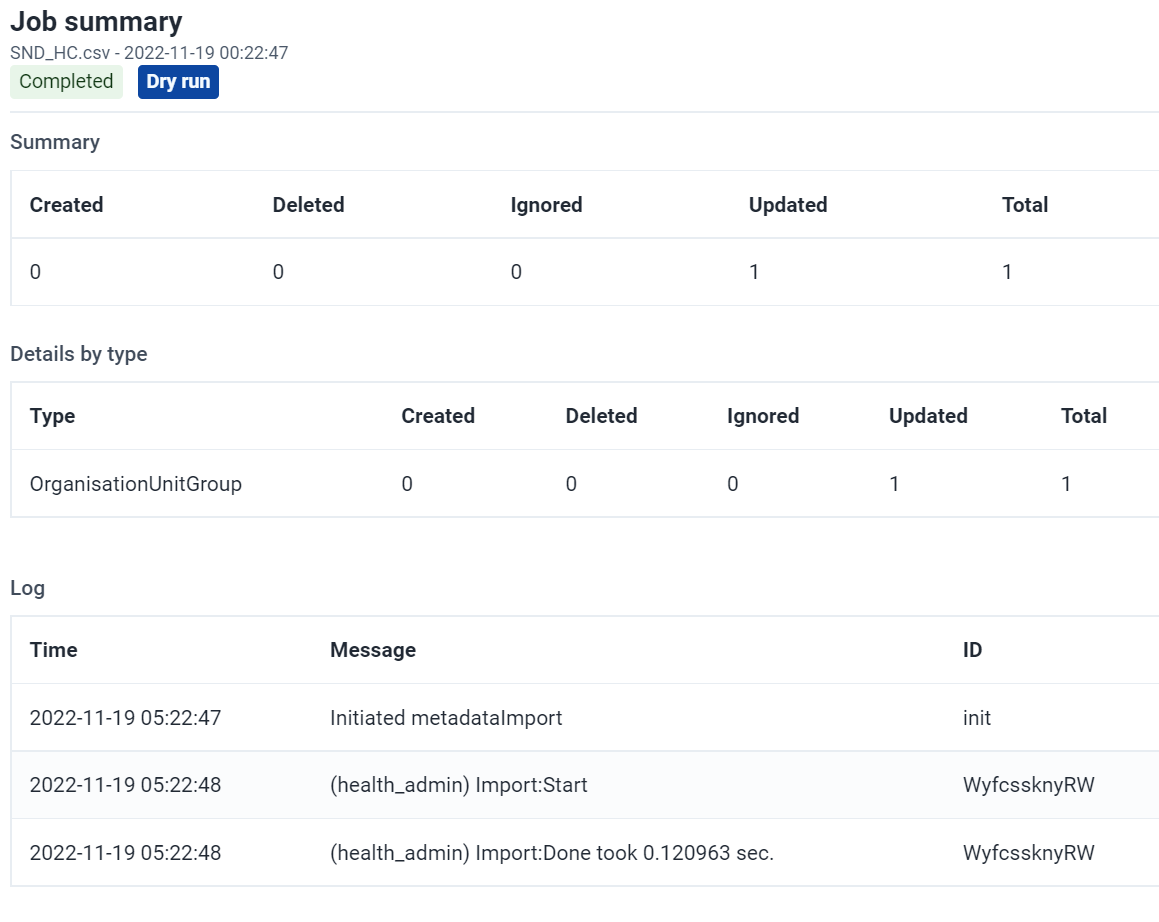 Job summary
SND_HC.csv - 2022-11-19 00:22:47
Completed Dry run
Summary
Created Deleted Ignored Updated Total
0 0 0 1 1
Details by type
Type Created Deleted Ignored Updated Total
OrganisationUnitGroup 0 0 0 1 1
Log
Time Message ID
2022-11-19 05:22:47 Initiated metadataImport init
2022-11-19 05:22:48 (health_admin) Import:Start WyfcssknyRW
2022-11-19 05:22:48 (health_admin) Import:Done took 0.120963 sec. WyfcssknyRW